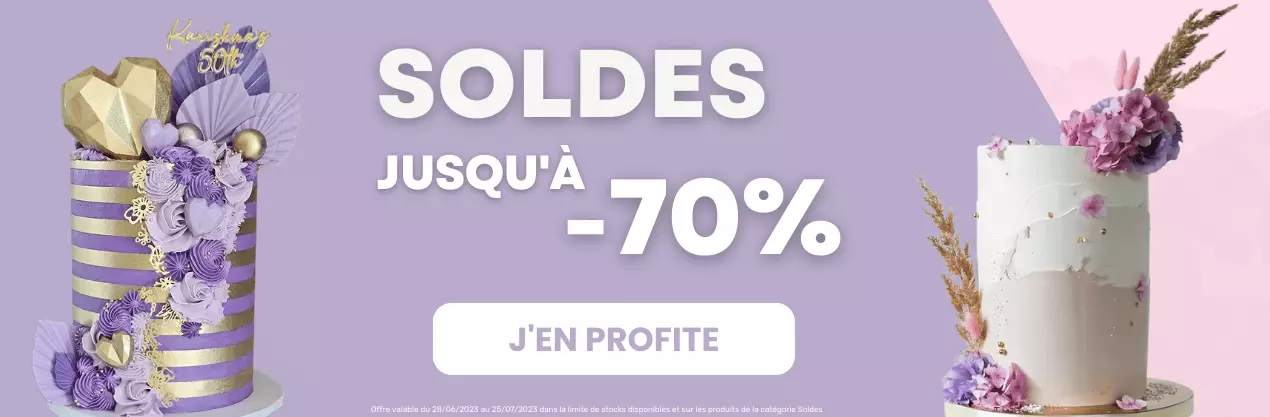 Karishma's
50th
SOLDES
JUSQU'À
-70%
J'EN PROFITE
Offre valable du 28/06/2023 au 25/07/2023 dans la limite de stocks disponibles et sur les produits de la catégorie Soldes